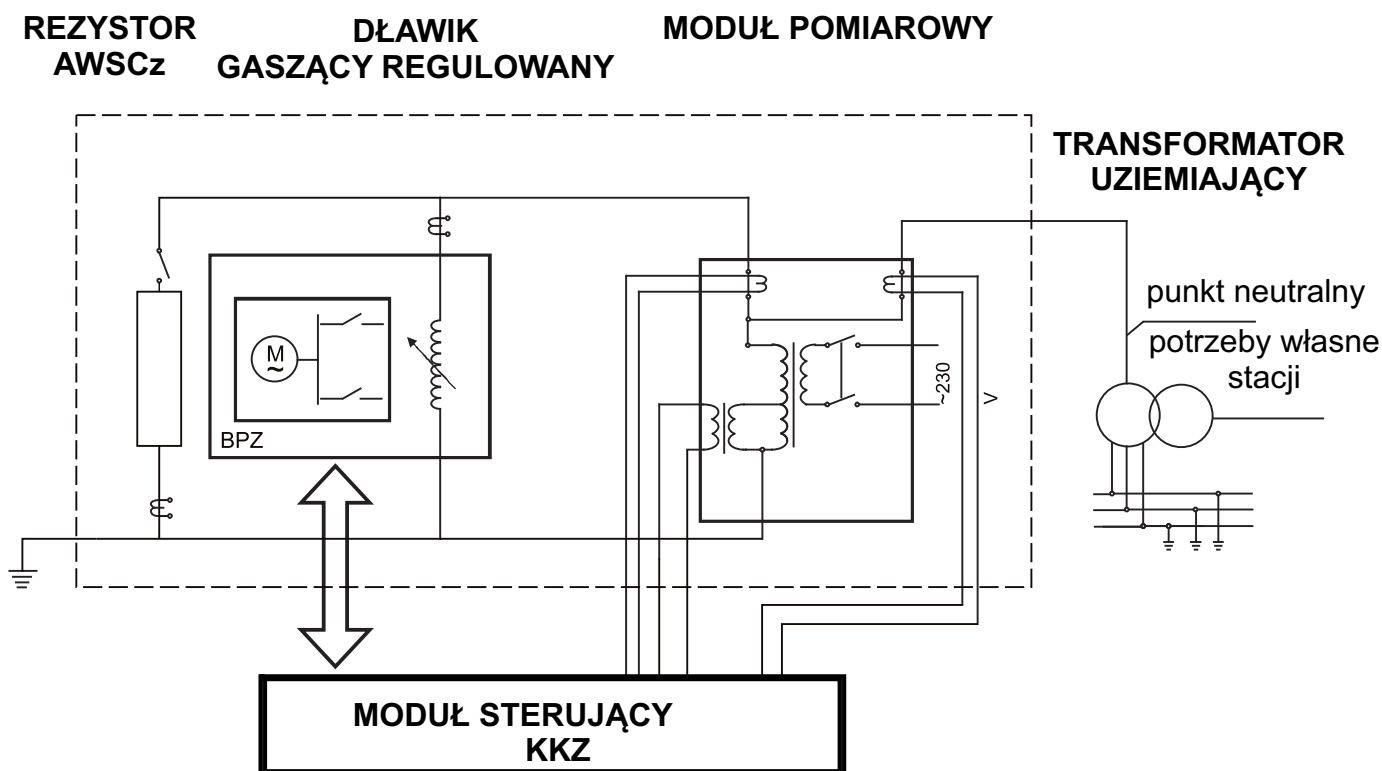 REZYSTOR
AWSCz
DŁAWIK
GASZĄCY REGULOWANY
MODUŁ POMIAROWY
TRANSFORMATOR
UZIEMIAJĄCY
punkt neutralny
potrzeby własne
stacji
M
~
BPZ
~230
V
MODUŁ STERUJĄCY
KKZ